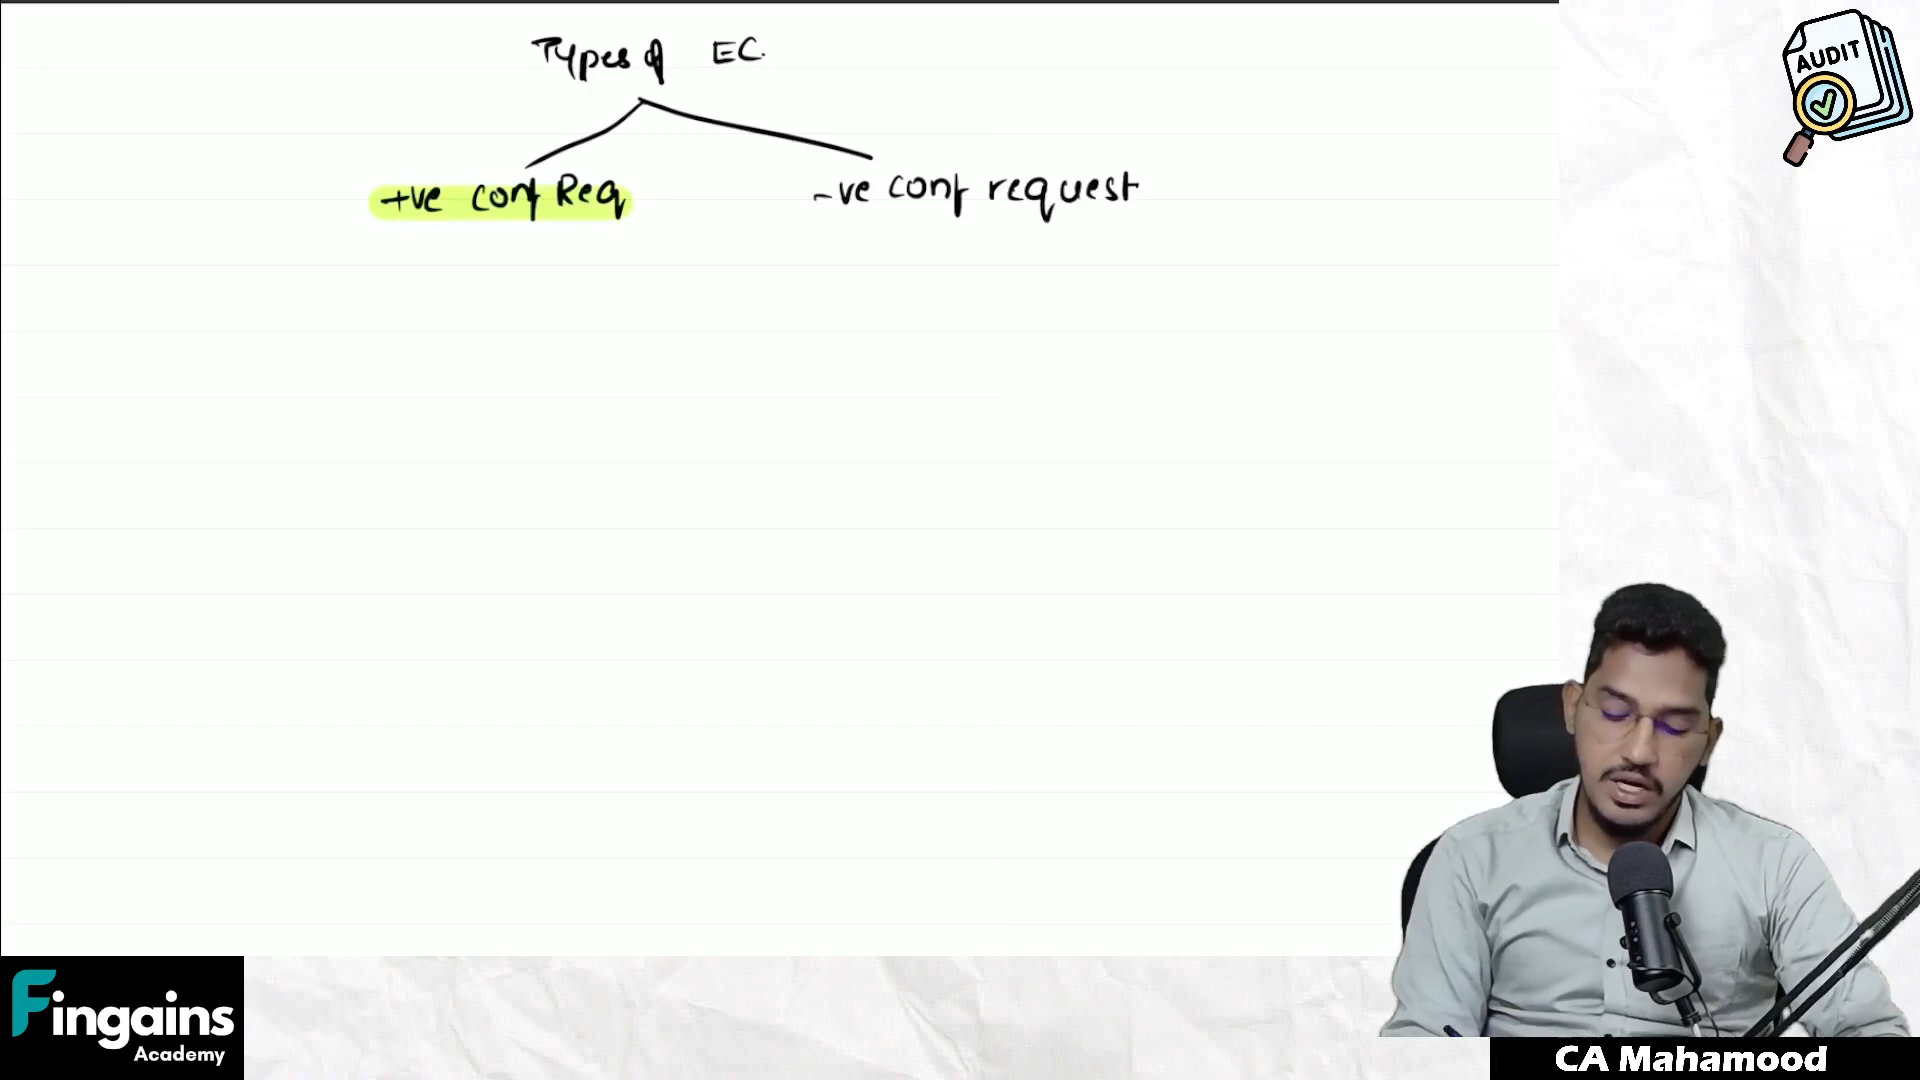 Types of EC.
+ve conf Req
-ve conf request
AUDIT
Fingains
Academy
CA Mahamood